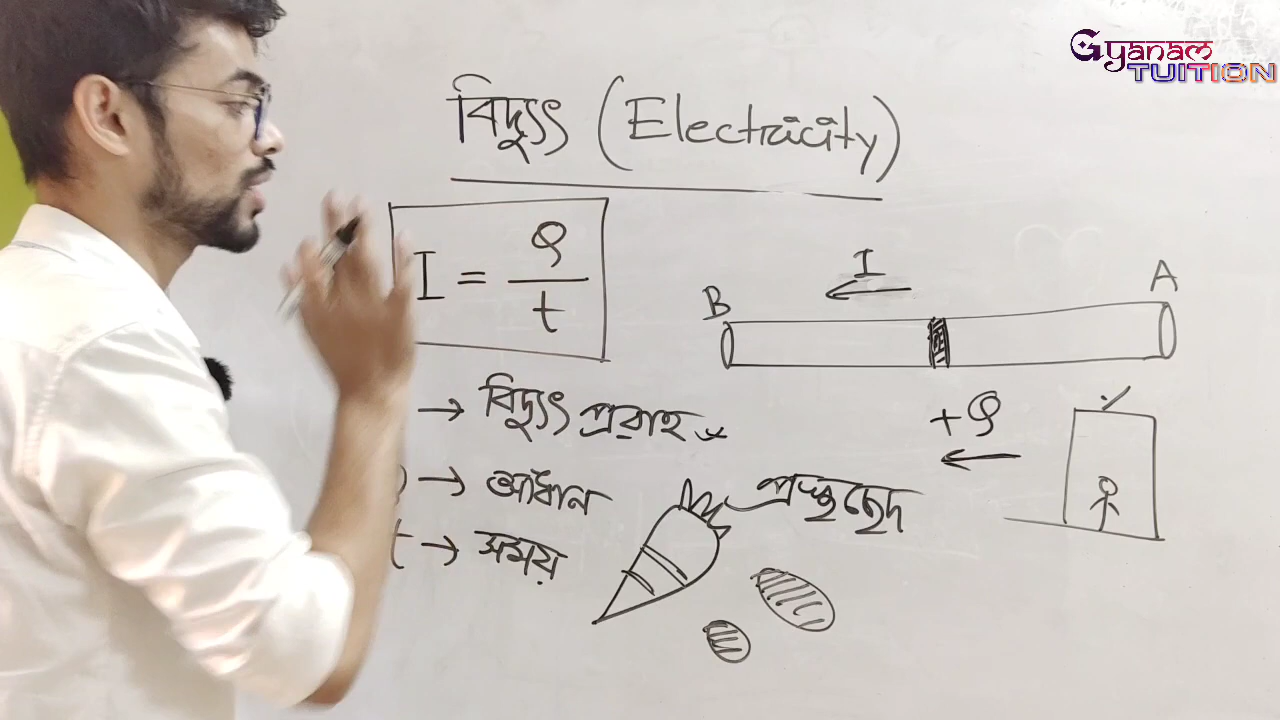 Gyanam
TUITION
বিদ্যুৎ (Electricity)
I = Q / t
I
B
A
→ বিদ্যুৎ প্রবাহ
+Q
→ আধান
প্রস্থচ্ছেদ
t → সময়